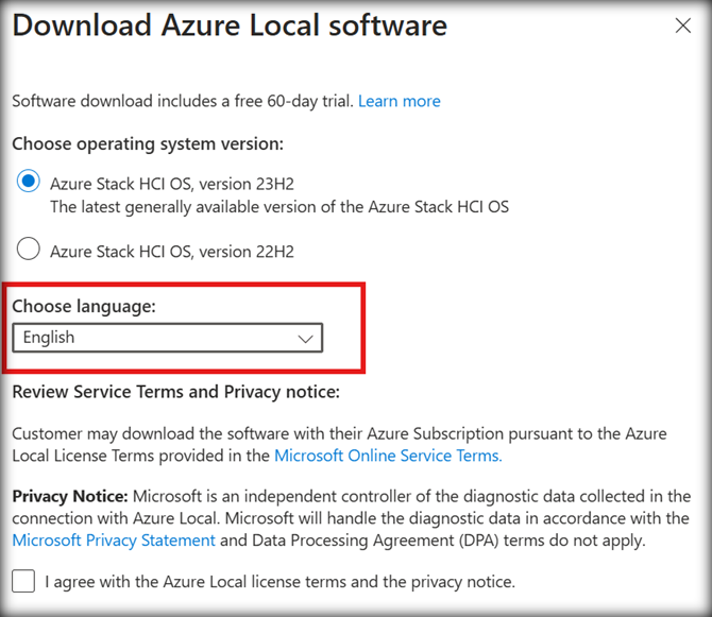 Download Azure Local software
Software download includes a free 60-day trial. Learn more
Choose operating system version:
Azure Stack HCI OS, version 23H2
The latest generally available version of the Azure Stack HCI OS
Azure Stack HCI OS, version 22H2
Choose language:
English
Review Service Terms and Privacy notice:
Customer may download the software with their Azure Subscription pursuant to the Azure
Local License Terms provided in the Microsoft Online Service Terms.
Privacy Notice: Microsoft is an independent controller of the diagnostic data collected in the
connection with Azure Local. Microsoft will handle the diagnostic data in accordance with the
Microsoft Privacy Statement and Data Processing Agreement (DPA) terms do not apply.
I agree with the Azure Local license terms and the privacy notice.